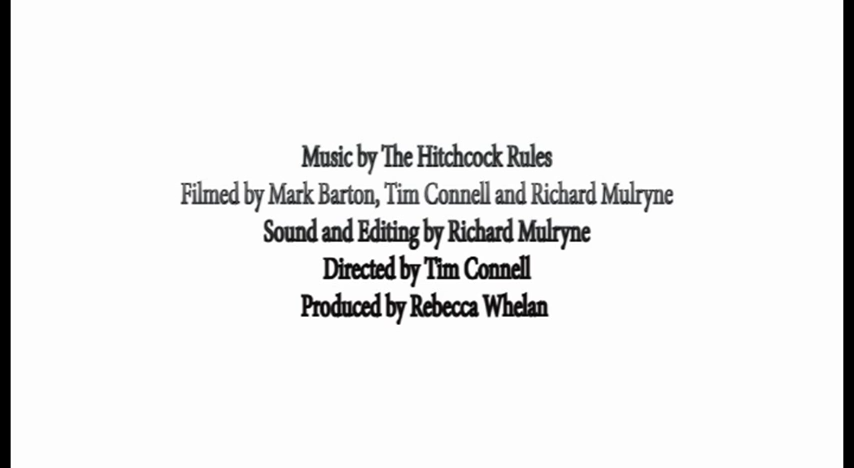 Music by The Hitchcock Rules
Filmed by Mark Barton, Tim Connell and Richard Mulryne
Sound and Editing by Richard Mulryne
Directed by Tim Connell
Produced by Rebecca Whelan